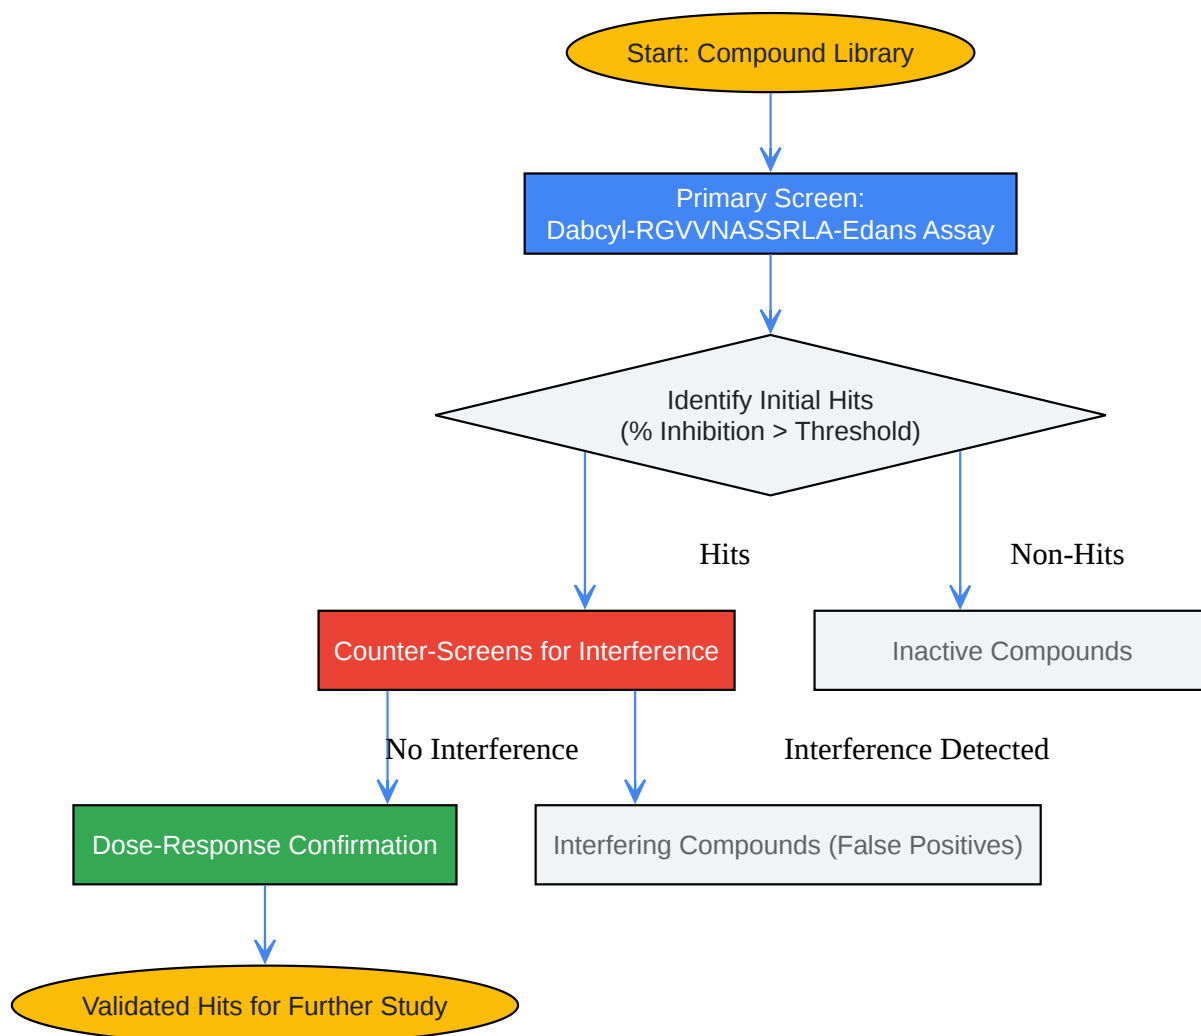 Start: Compound Library
Primary Screen:
Dabcyl-RGVVNASSRLA-Edans Assay
Identify Initial Hits
(% Inhibition > Threshold)
Hits
Non-Hits
Counter-Screens for Interference
Inactive Compounds
No Interference
Interference Detected
Dose-Response Confirmation
Interfering Compounds (False Positives)
Validated Hits for Further Study